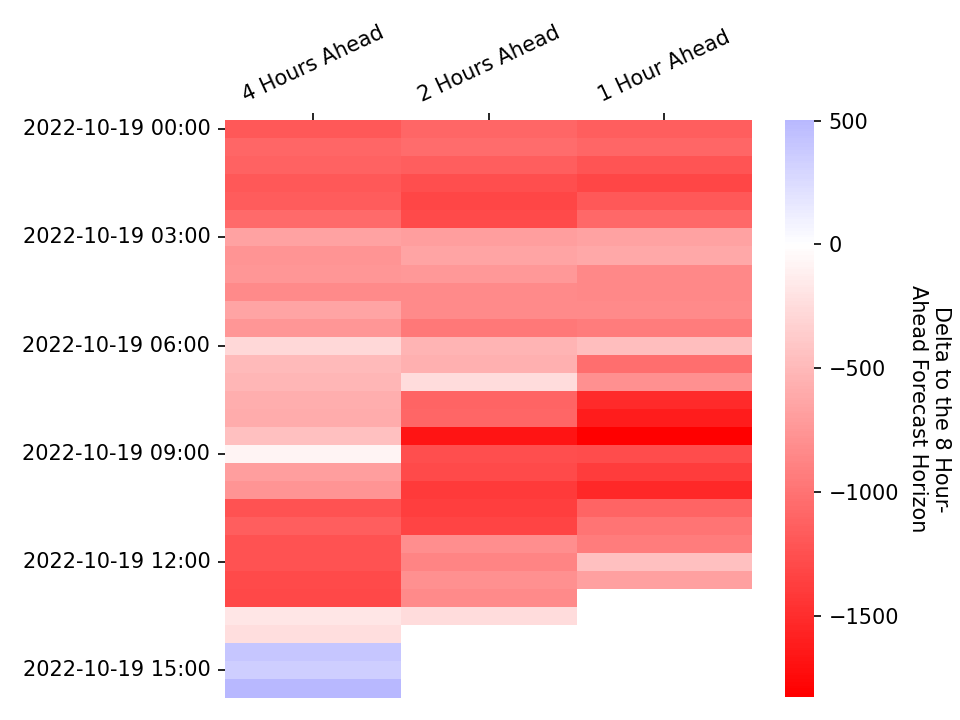 4 Hours Ahead
2 Hours Ahead
1 Hour Ahead
2022-10-19 00:00
2022-10-19 03:00
2022-10-19 06:00
2022-10-19 09:00
2022-10-19 12:00
2022-10-19 15:00
500
0
−500
−1000
−1500
Delta to the 8 Hour-
Ahead Forecast Horizon